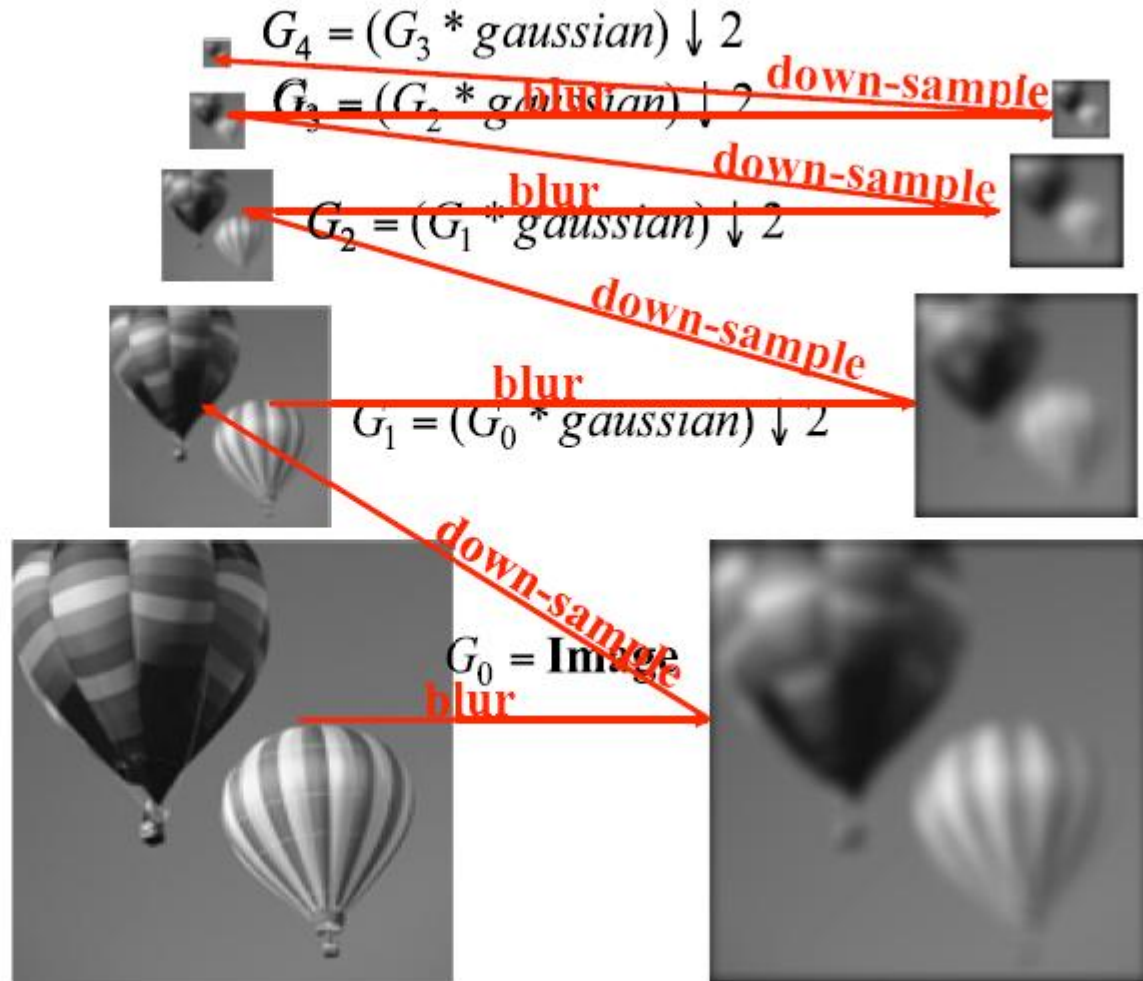 G₄ = (G₃ * gaussian) ↓ 2
down-sample
G₃ = (G₂ * gaussian) ↓ 2
blur
down-sample
blur
G₂ = (G₁ * gaussian) ↓ 2
down-sample
blur
G₁ = (G₀ * gaussian) ↓ 2
down-sample
G₀ = Image
blur